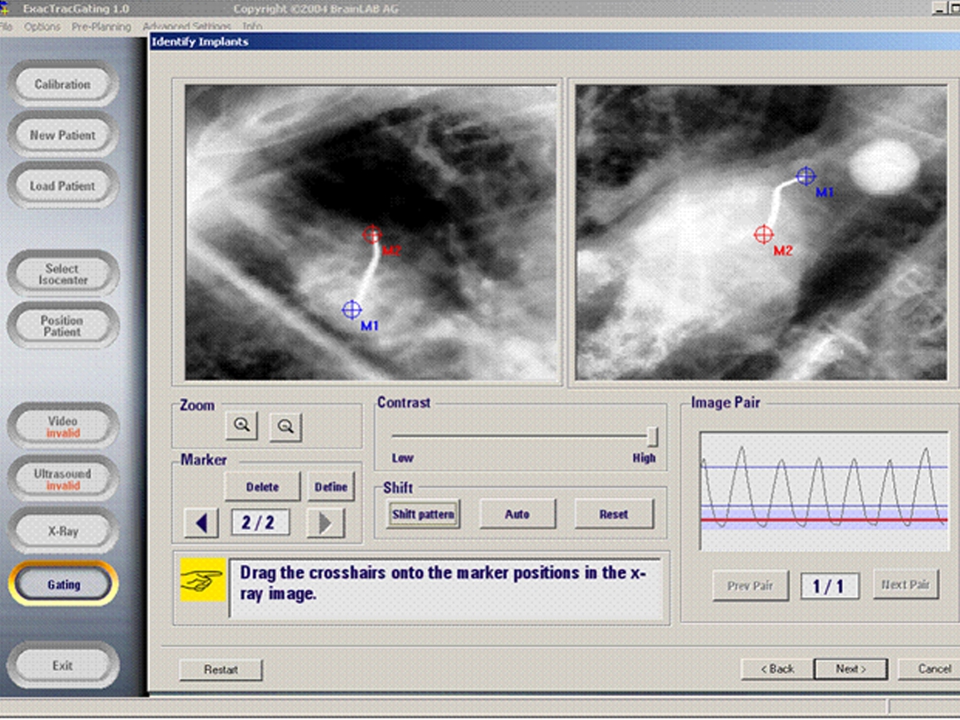 ExacTracGating 1.0 Copyright ©2004 BrainLAB AG
File Options Pre-Planning Advanced Settings Info
Identify Implants
Calibration
New Patient
Load Patient
Select
Isocenter
Position
Patient
Video
invalid
Ultrasound
invalid
X-Ray
Gating
Exit
M2
M1
M1
M2
Zoom
Contrast
Low High
Marker
Delete Define
2 / 2
Shift
Shift pattern Auto Reset
Drag the crosshairs onto the marker positions in the x-
ray image.
Image Pair
Prev Pair 1 / 1 Next Pair
Restart < Back Next > Cancel